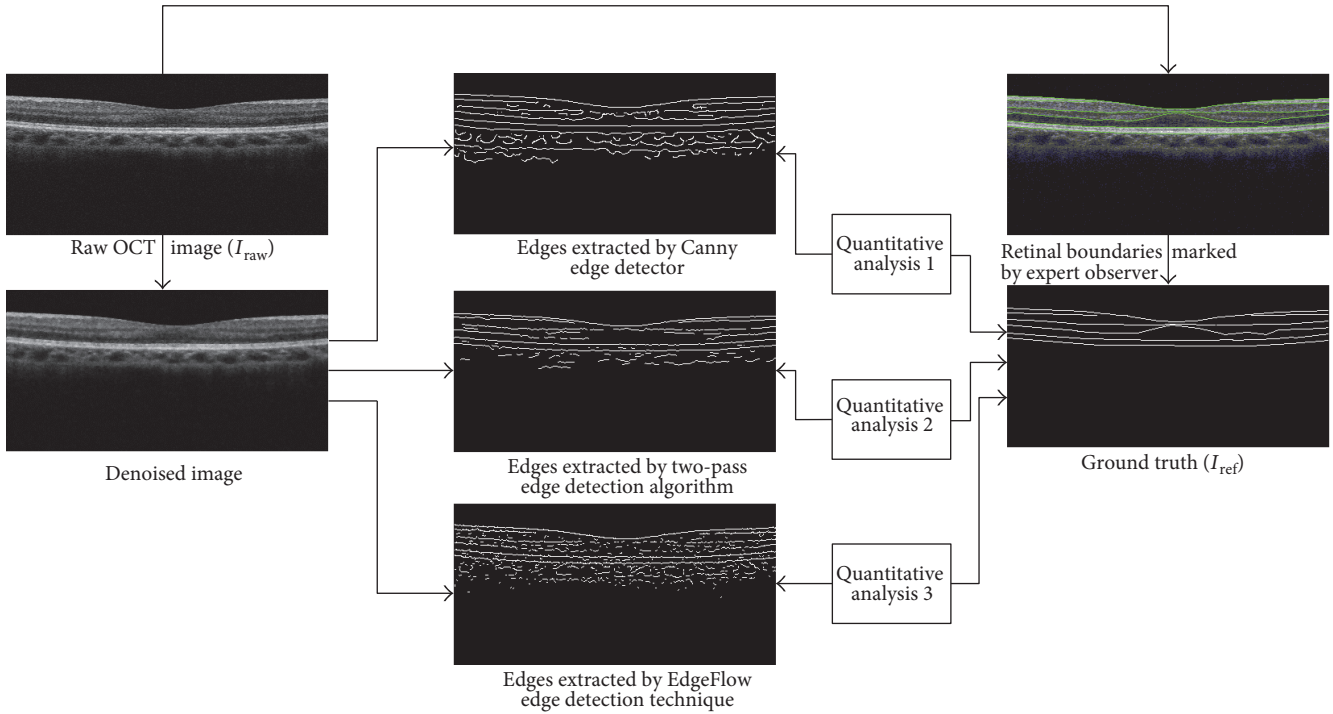 Raw OCT image (I_raw)
Denoised image
Edges extracted by Canny
edge detector
Edges extracted by two-pass
edge detection algorithm
Edges extracted by EdgeFlow
edge detection technique
Quantitative
analysis 1
Quantitative
analysis 2
Quantitative
analysis 3
Retinal boundaries marked
by expert observer
Ground truth (I_ref)